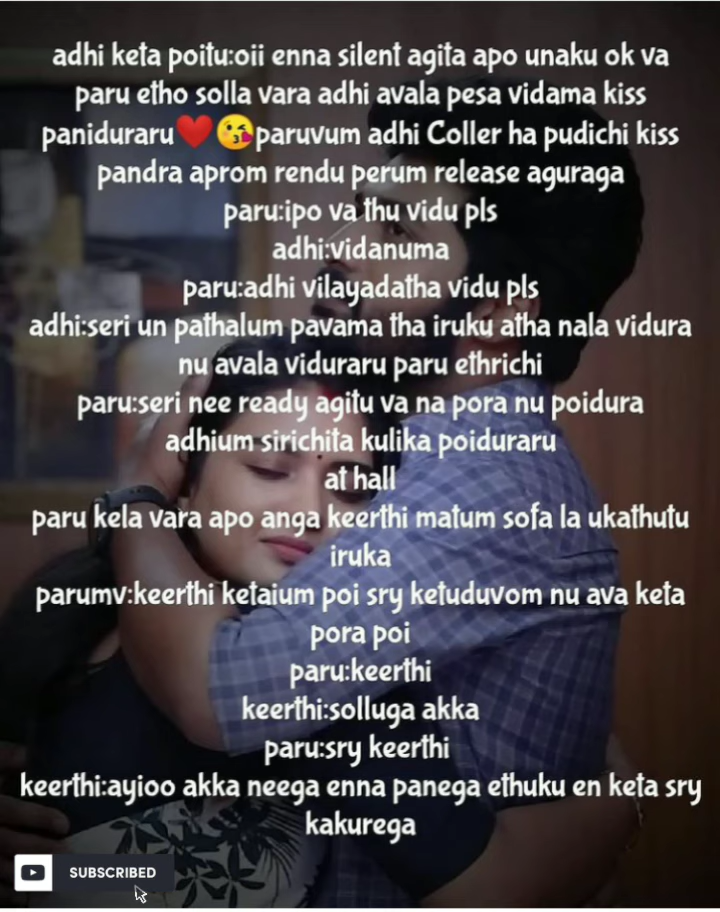 adhi keta poitu:oii enna silent agita apo unaku ok va
paru etho solla vara adhi avala pesa vidama kiss
paniduraru❤️😘paruvum adhi Coller ha pudichi kiss
pandra aprom rendu perum release aguraga
paru:ipo va thu vidu pls
adhi:vidanuma
paru:adhi vilayadatha vidu pls
adhi:seri un pathalum pavama tha iruku atha nala vidura
nu avala viduraru paru ethrichi
paru:seri nee ready agitu va na pora nu poidura
adhium sirichita kulika poiduraru
at hall
paru kela vara apo anga keerthi matum sofa la ukathutu
iruka
parumv:keerthi ketaium poi sry ketuduvom nu ava keta
pora poi
paru:keerthi
keerthi:solluga akka
paru:sry keerthi
keerthi:ayioo akka neega enna panega ethuku en keta sry
kakurega
SUBSCRIBED